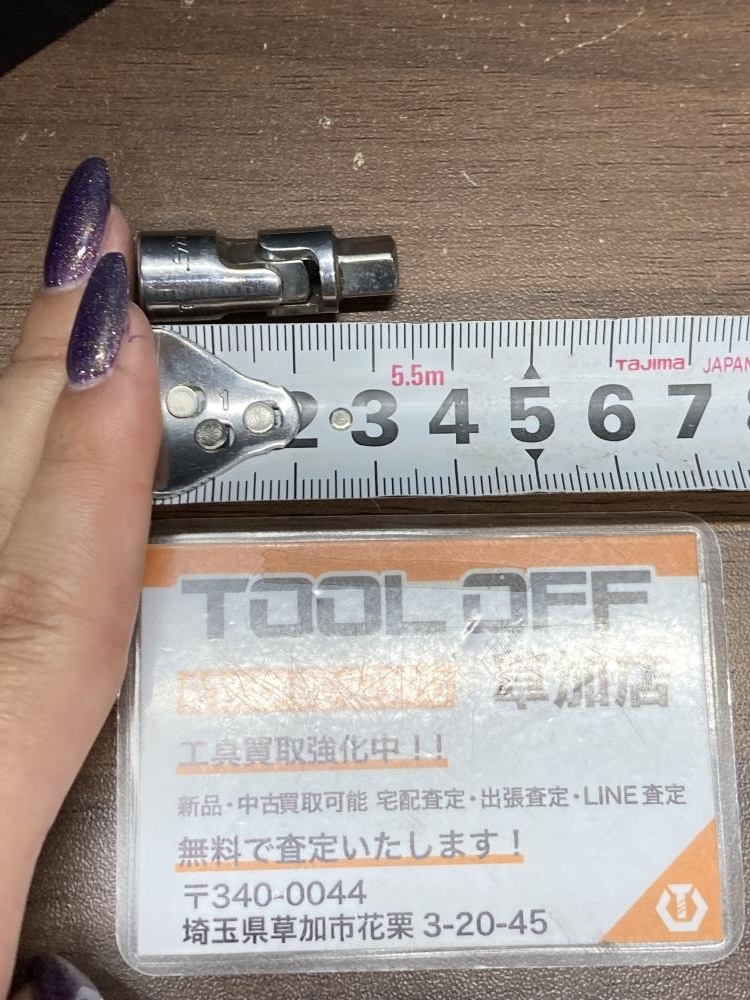 5.5m
TAJIMA JAPAN
1 2 3 4 5 6 7
TOOL OFF
草加店
工具買取強化中!!
新品・中古買取可能 宅配査定・出張査定・LINE査定
無料で査定いたします!
〒340-0044
埼玉県草加市花栗 3-20-45